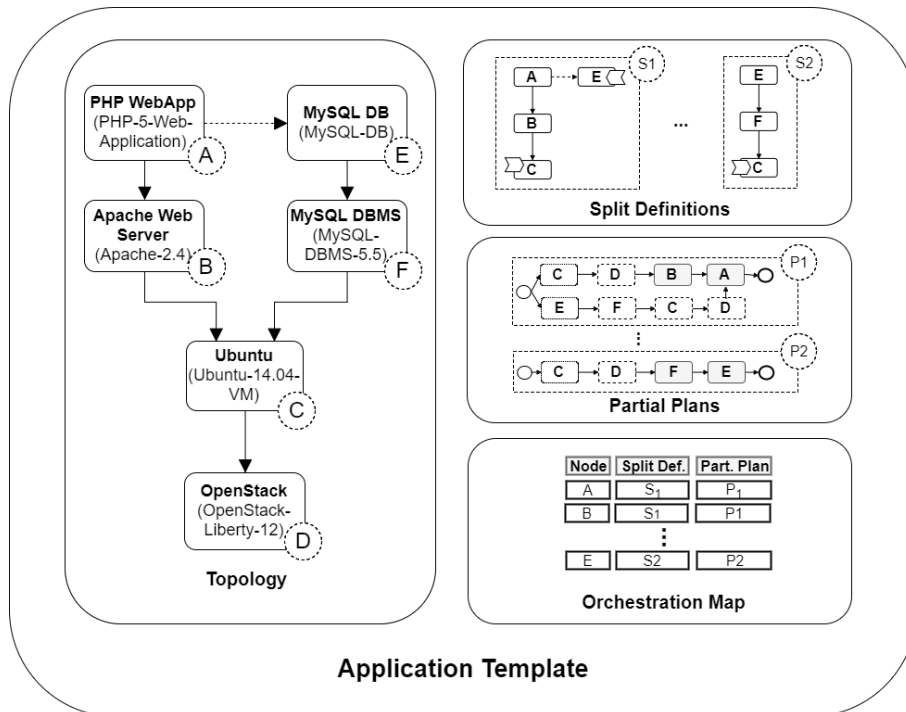 PHP WebApp
(PHP-5-Web-
Application)
A
MySQL DB
(MySQL-DB)
E
Apache Web
Server
(Apache-2.4)
B
MySQL DBMS
(MySQL-
DBMS-5.5)
F
Ubuntu
(Ubuntu-14.04-
VM)
C
OpenStack
(OpenStack-
Liberty-12)
D
Topology
S1
A E
B
C
...
S2
E
F
C
Split Definitions
P1
C D B A
E F C D
P2
C D F E
Partial Plans
Node Split Def. Part. Plan
A S1 P1
B S1 P1
E S2 P2
Orchestration Map
Application Template